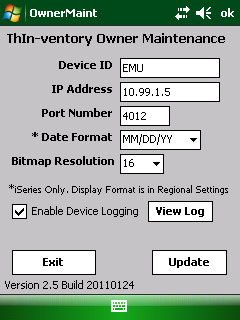 OwnerMaint ok
ThIn-ventory Owner Maintenance
Device ID EMU
IP Address 10.99.1.5
Port Number 4012
* Date Format MM/DD/YY
Bitmap Resolution 16
*iSeries Only. Display Format is in Regional Settings
Enable Device Logging View Log
Exit Update
Version 2.5 Build 20110124